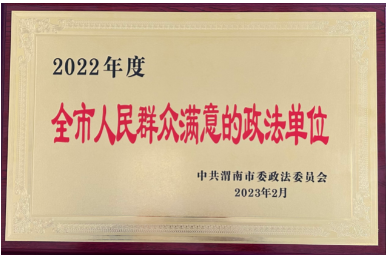 2022年度
全市人民群众满意的政法单位
中共渭南市委政法委员会
2023年2月